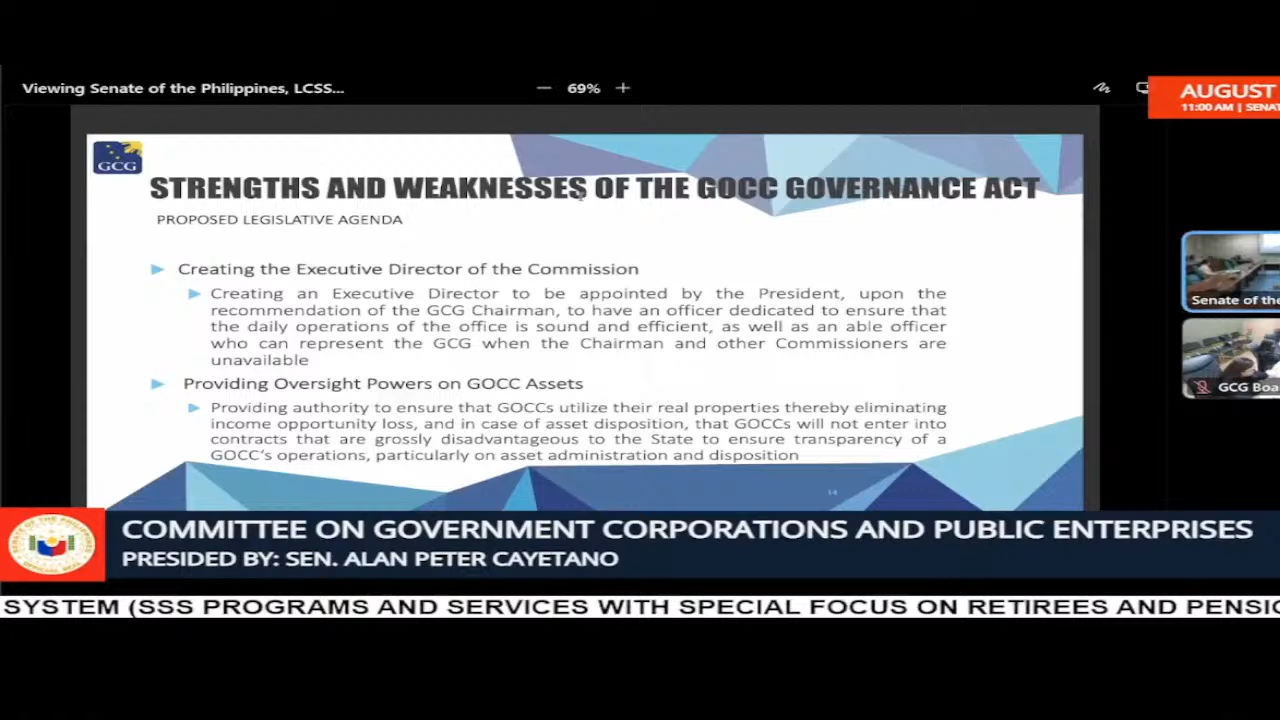 Viewing Senate of the Philippines, LCSS...
69%
AUGUST
11:00 AM | SENAT
GCG
STRENGTHS AND WEAKNESSES OF THE GOCC GOVERNANCE ACT
PROPOSED LEGISLATIVE AGENDA
Creating the Executive Director of the Commission
Creating an Executive Director to be appointed by the President, upon the
recommendation of the GCG Chairman, to have an officer dedicated to ensure that
the daily operations of the office is sound and efficient, as well as an able officer
who can represent the GCG when the Chairman and other Commissioners are
unavailable
Providing Oversight Powers on GOCC Assets
Providing authority to ensure that GOCCs utilize their real properties thereby eliminating
income opportunity loss, and in case of asset disposition, that GOCCs will not enter into
contracts that are grossly disadvantageous to the State to ensure transparency of a
GOCC's operations, particularly on asset administration and disposition
14
Senate of the
GCG Boa
COMMITTEE ON GOVERNMENT CORPORATIONS AND PUBLIC ENTERPRISES
PRESIDED BY: SEN. ALAN PETER CAYETANO
SYSTEM (SSS PROGRAMS AND SERVICES WITH SPECIAL FOCUS ON RETIREES AND PENSIO